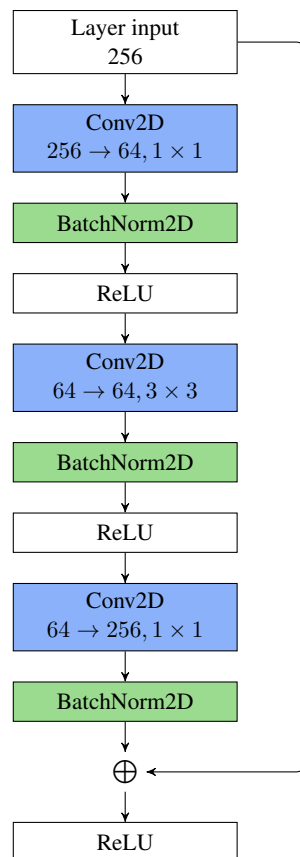 Layer input
256
Conv2D
256 → 64, 1 × 1
BatchNorm2D
ReLU
Conv2D
64 → 64, 3 × 3
BatchNorm2D
ReLU
Conv2D
64 → 256, 1 × 1
BatchNorm2D
⊕
ReLU